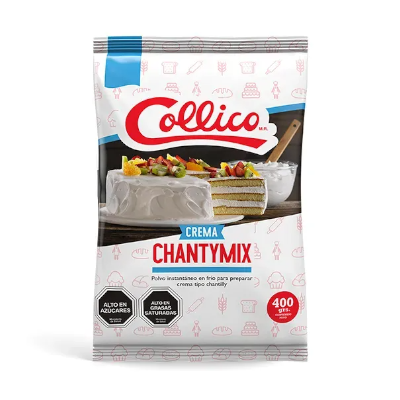 Collico M.R.
CREMA
CHANTYMIX
Polvo instantáneo en frío para preparar
crema tipo chantilly
ALTO EN
AZÚCARES
ALTO EN
GRASAS
SATURADAS
400
grs.